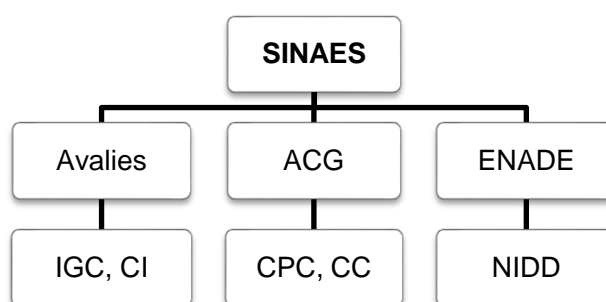 SINAES
Avalies
ACG
ENADE
IGC, CI
CPC, CC
NIDD